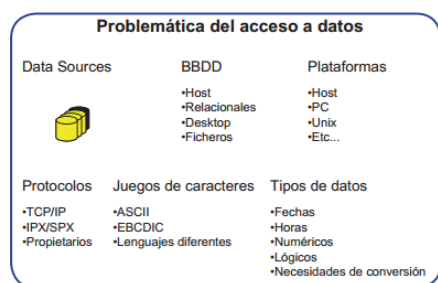 Problemática del acceso a datos
Data Sources
BBDD
•Host
•Relacionales
•Desktop
•Ficheros
Plataformas
•Host
•PC
•Unix
•Etc...
Protocolos
•TCP/IP
•IPX/SPX
•Propietarios
Juegos de caracteres
•ASCII
•EBCDIC
•Lenguajes diferentes
Tipos de datos
•Fechas
•Horas
•Numéricos
•Lógicos
•Necesidades de conversión